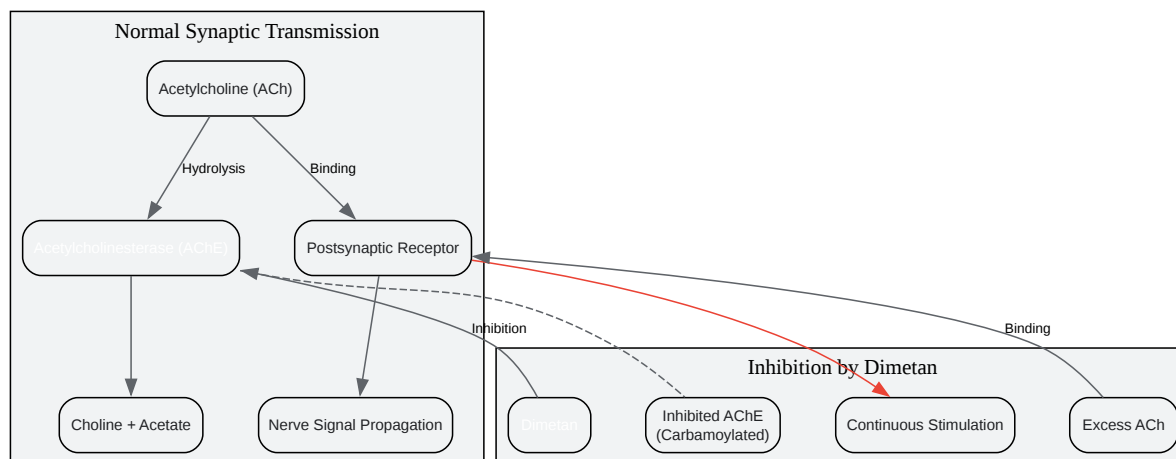 Normal Synaptic Transmission
Acetylcholine (ACh)
Hydrolysis
Binding
Acetylcholinesterase (AChE)
Postsynaptic Receptor
Inhibition
Binding
Inhibition by Dimetan
Choline + Acetate
Nerve Signal Propagation
Dimetan
Inhibited AChE
(Carbamoylated)
Continuous Stimulation
Excess ACh